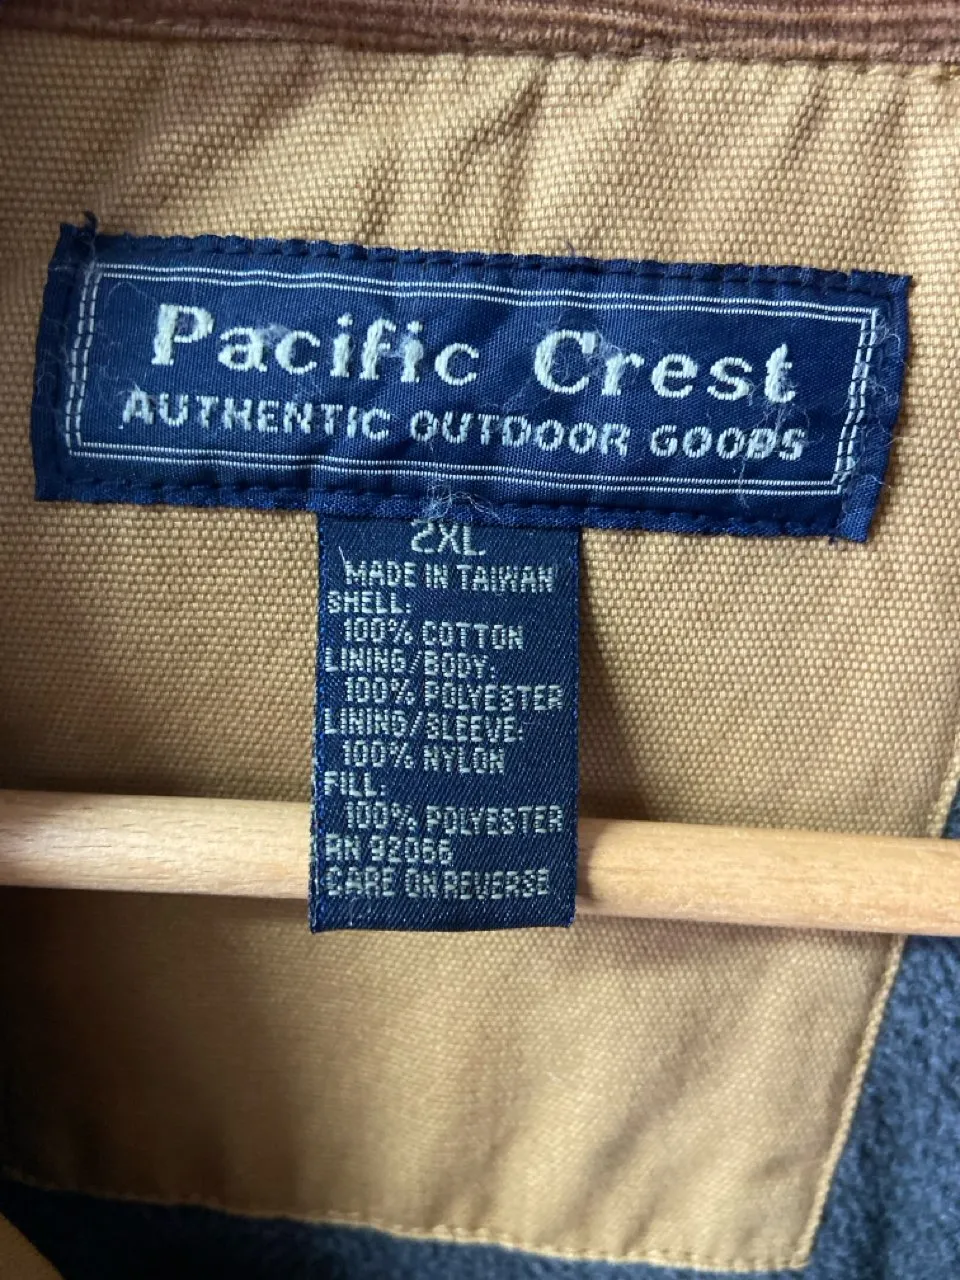 Pacific Crest
AUTHENTIC OUTDOOR GOODS
2XL
MADE IN TAIWAN
SHELL:
100% COTTON
LINING/BODY:
100% POLYESTER
LINING/SLEEVE:
100% NYLON
FILL:
100% POLYESTER
RN 92066
CARE ON REVERSE